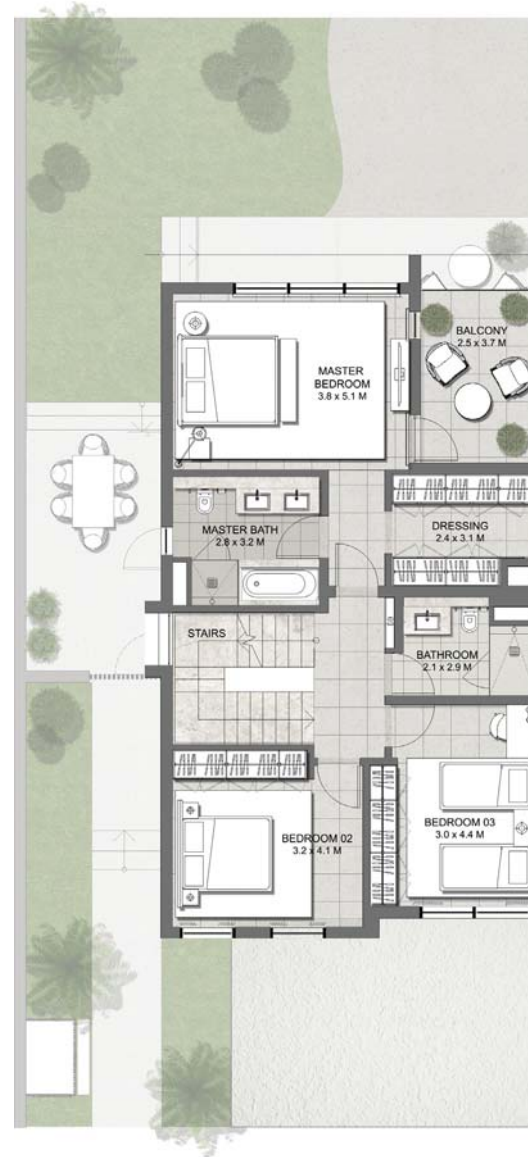 BALCONY
2.5 x 3.7 M
MASTER
BEDROOM
3.8 x 5.1 M
MASTER BATH
2.8 x 3.2 M
DRESSING
2.4 x 3.1 M
STAIRS
BATHROOM
2.1 x 2.9 M
BEDROOM 02
3.2 x 4.1 M
BEDROOM 03
3.0 x 4.4 M